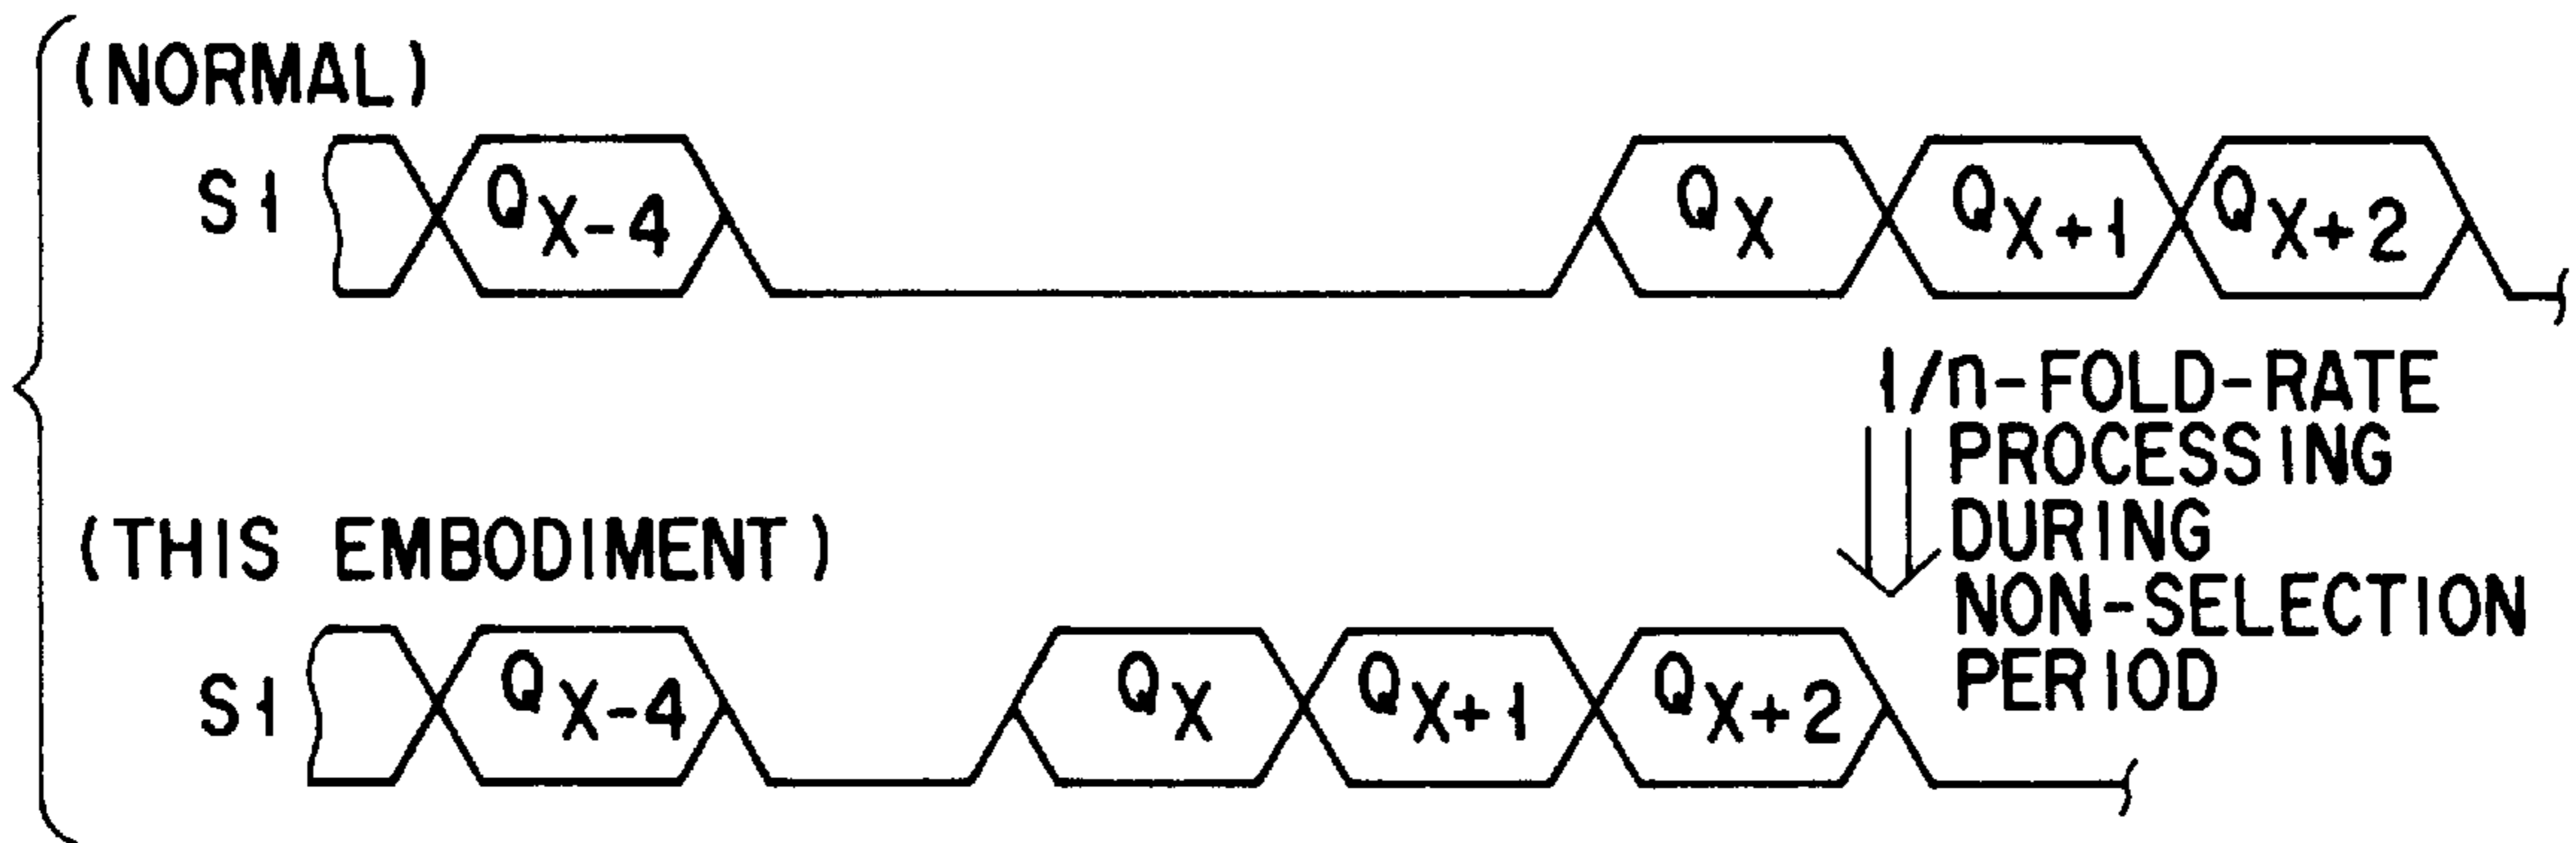 (NORMAL)
S1 QX-4 QX QX+1 QX+2
1/n-FOLD-RATE
PROCESSING
DURING
NON-SELECTION
PERIOD
(THIS EMBODIMENT)
S1 QX-4 QX QX+1 QX+2